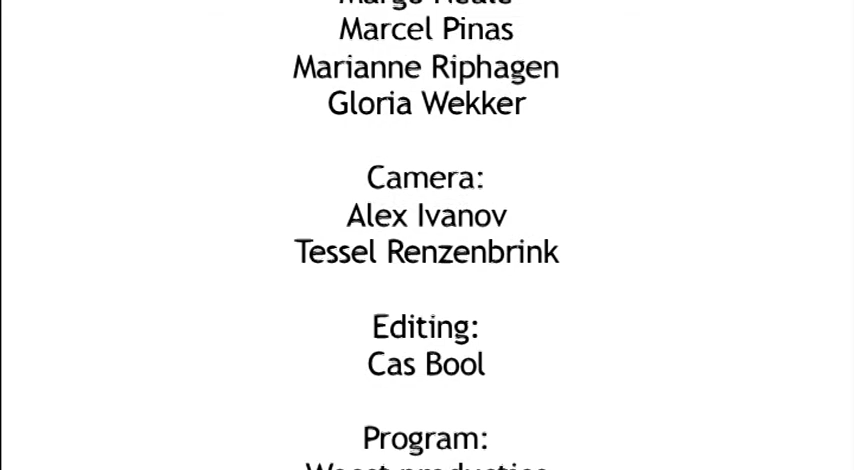 Marcel Pinas
Marianne Riphagen
Gloria Wekker
Camera:
Alex Ivanov
Tessel Renzenbrink
Editing:
Cas Bool
Program: